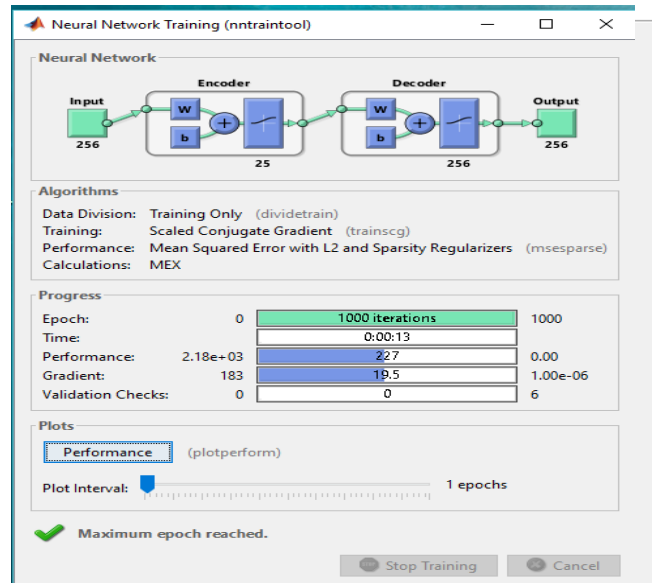 Neural Network Training (nntraintool)
Neural Network
Encoder Decoder
Input Output
W W
b b
256 256
25 256
Algorithms
Data Division: Training Only (dividetrain)
Training: Scaled Conjugate Gradient (trainscg)
Performance: Mean Squared Error with L2 and Sparsity Regularizers (msesparse)
Calculations: MEX
Progress
Epoch: 0 1000 iterations 1000
Time: 0:00:13
Performance: 2.18e+03 227 0.00
Gradient: 183 19.5 1.00e-06
Validation Checks: 0 0 6
Plots
Performance (plotperform)
Plot Interval: 1 epochs
Maximum epoch reached.
Stop Training Cancel